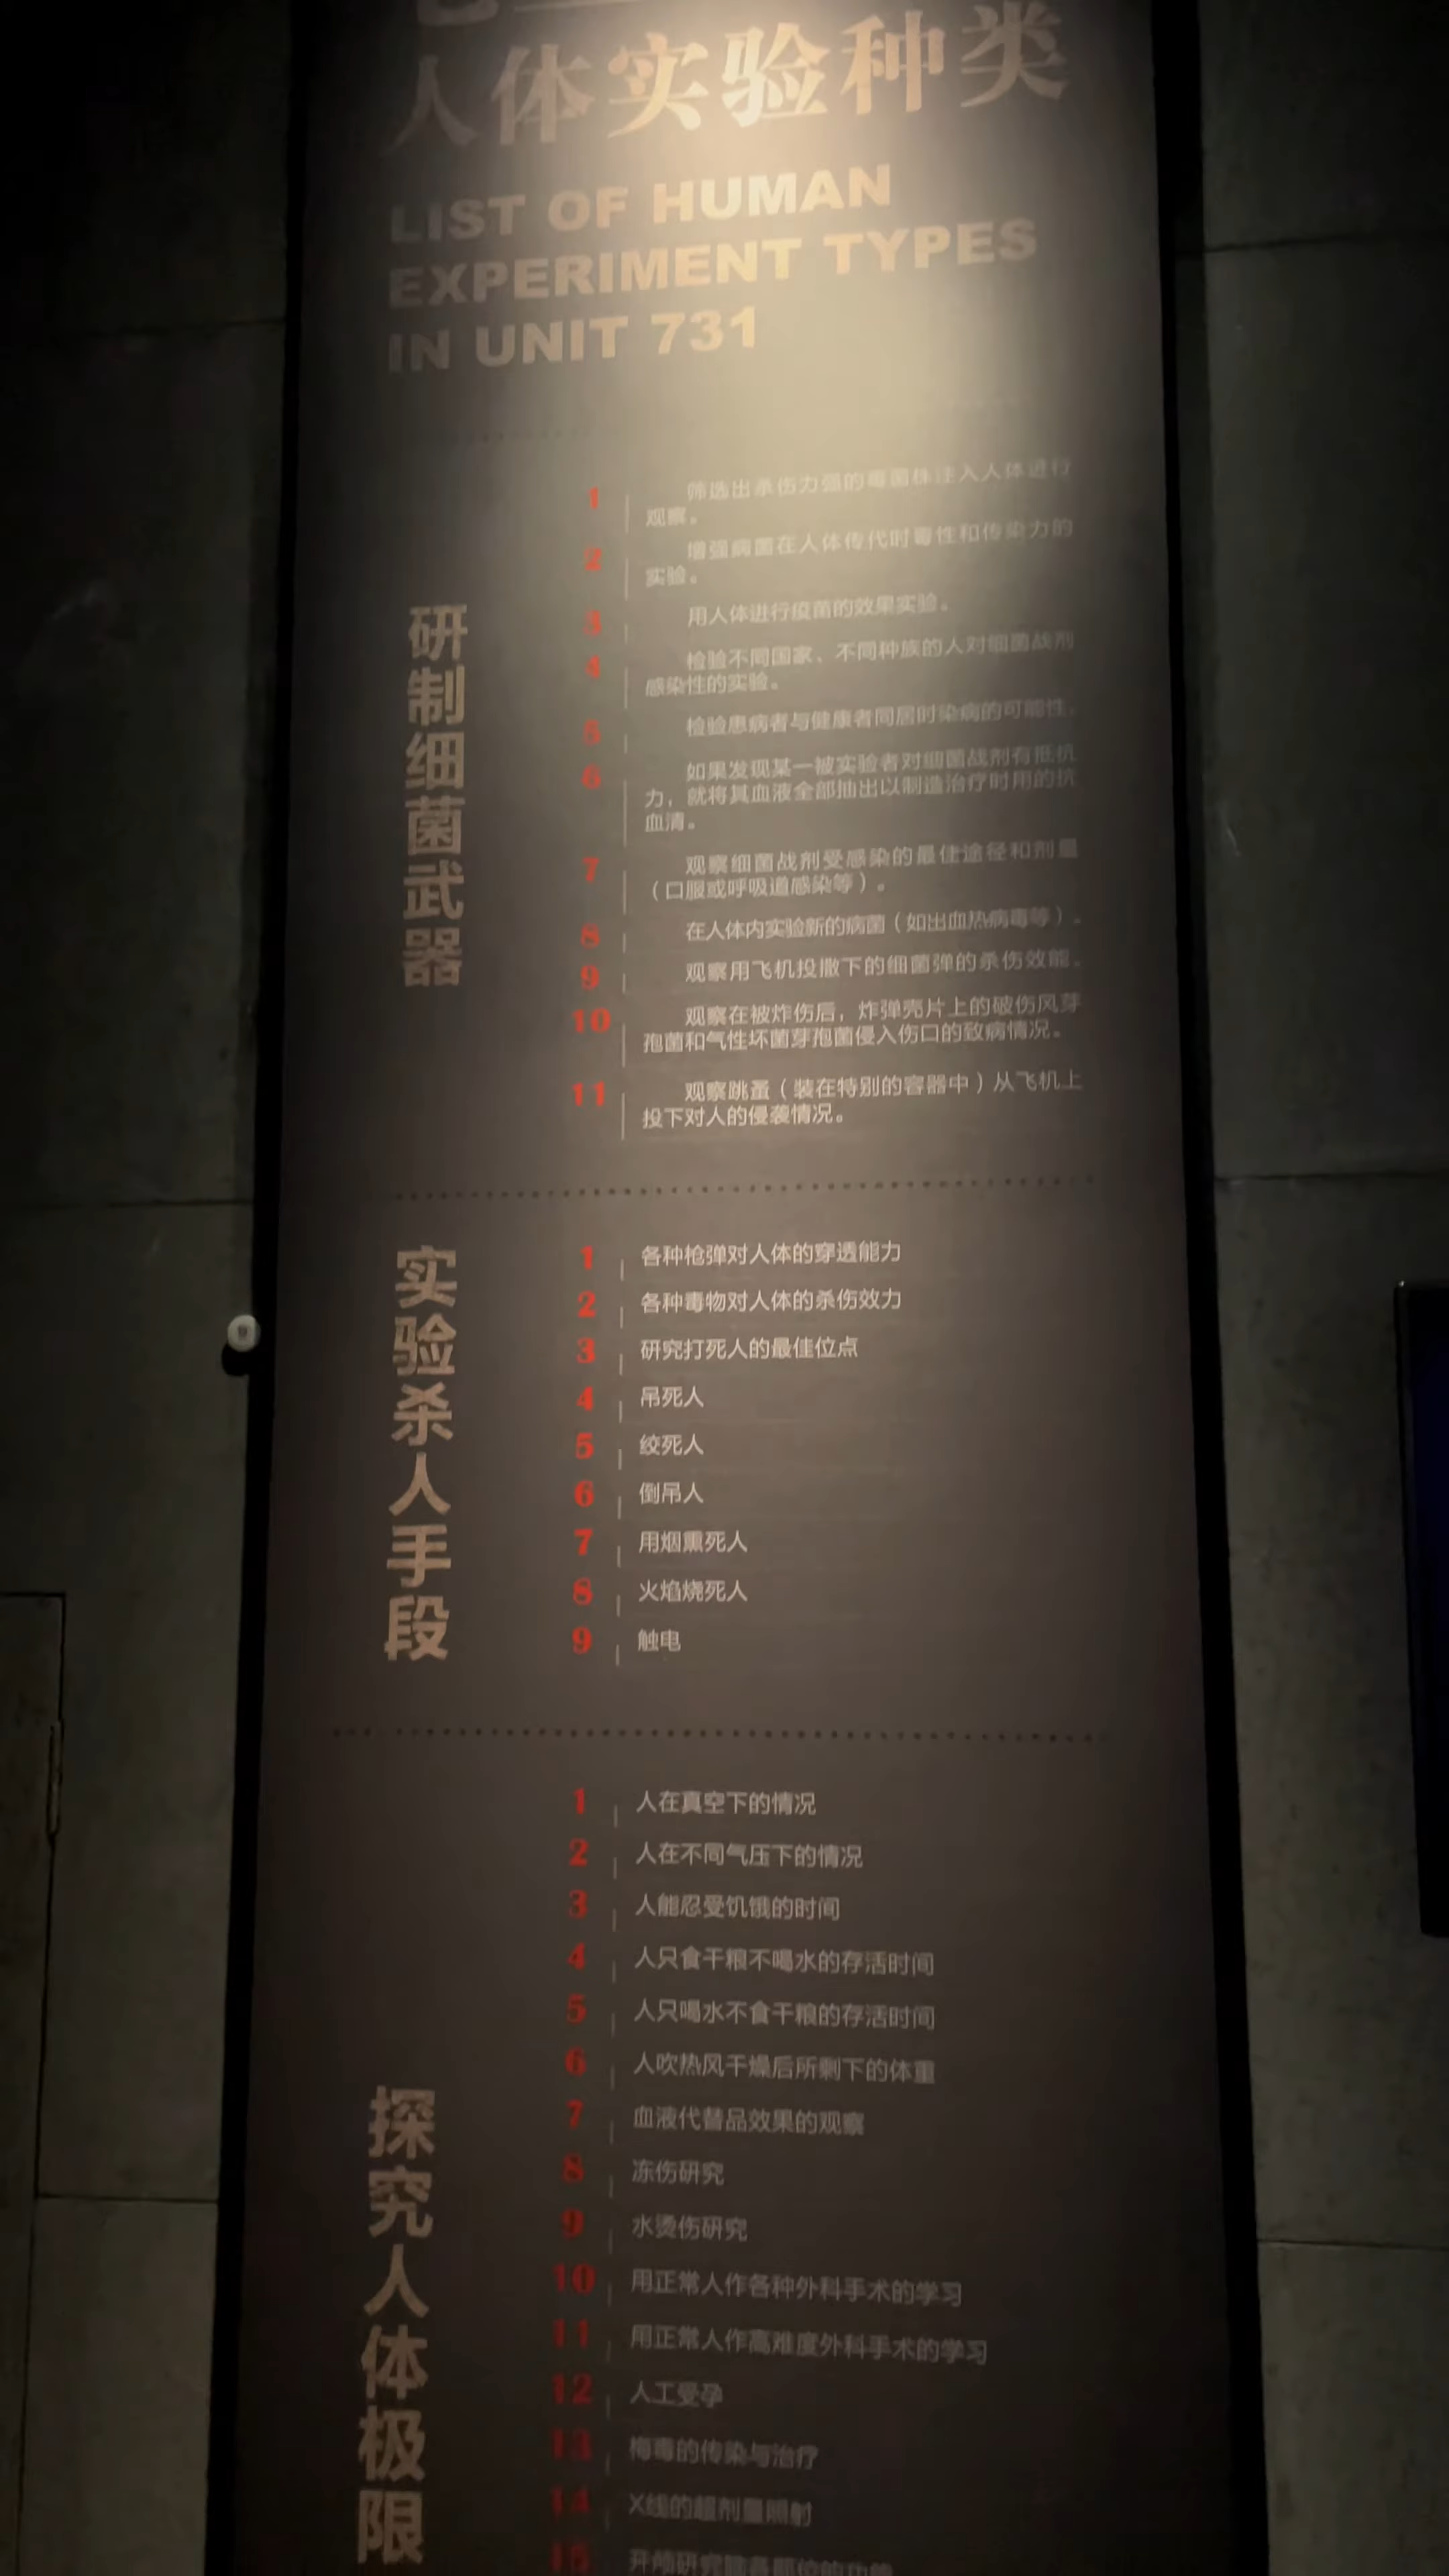 人体实验种类
LIST OF HUMAN
EXPERIMENT TYPES
IN UNIT 731
研制细菌武器
1 筛选出杀伤力强的毒菌株注入人体进行
观察。
2 增强病菌在人体传代时毒性和传染力的
实验。
3 用人体进行疫苗的效果实验。
4 检验不同国家、不同种族的人对细菌战剂
感染性的实验。
5 检验患病者与健康者同居时染病的可能性。
6 如果发现某一被实验者对细菌战剂有抵抗
力，就将其血液全部抽出以制造治疗时用的抗
血清。
7 观察细菌战剂受感染的最佳途径和剂量
（口服或呼吸道感染等）。
8 在人体内实验新的病菌（如出血热病毒等）。
9 观察用飞机投撒下的细菌弹的杀伤效能。
10 观察在被炸伤后，炸弹壳片上的破伤风芽
孢菌和气性坏菌芽孢菌侵入伤口的致病情况。
11 观察跳蚤（装在特别的容器中）从飞机上
投下对人的侵袭情况。
实验杀人手段
1 各种枪弹对人体的穿透能力
2 各种毒物对人体的杀伤效力
3 研究打死人的最佳位点
4 吊死人
5 绞死人
6 倒吊人
7 用烟熏死人
8 火焰烧死人
9 触电
探究人体极限
1 人在真空下的情况
2 人在不同气压下的情况
3 人能忍受饥饿的时间
4 人只食干粮不喝水的存活时间
5 人只喝水不食干粮的存活时间
6 人吹热风干燥后所剩下的体重
7 血液代替品效果的观察
8 冻伤研究
9 水烫伤研究
10 用正常人作各种外科手术的学习
11 用正常人作高难度外科手术的学习
12 人工受孕
13 梅毒的传染与治疗
14 X线的超剂量照射
15